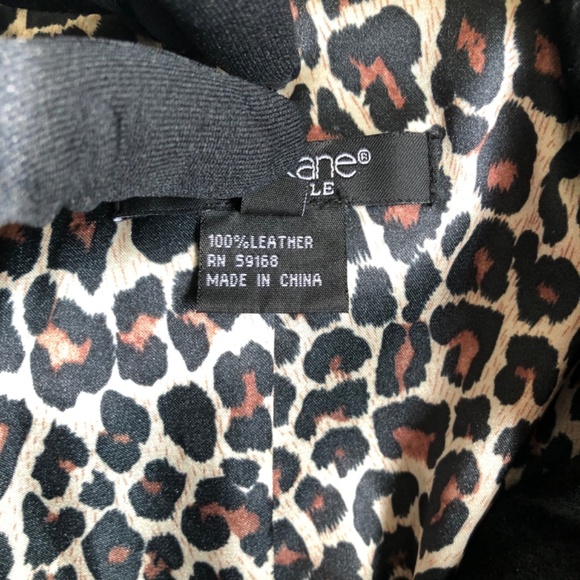 kane®
LE
100%LEATHER
RN 59168
MADE IN CHINA